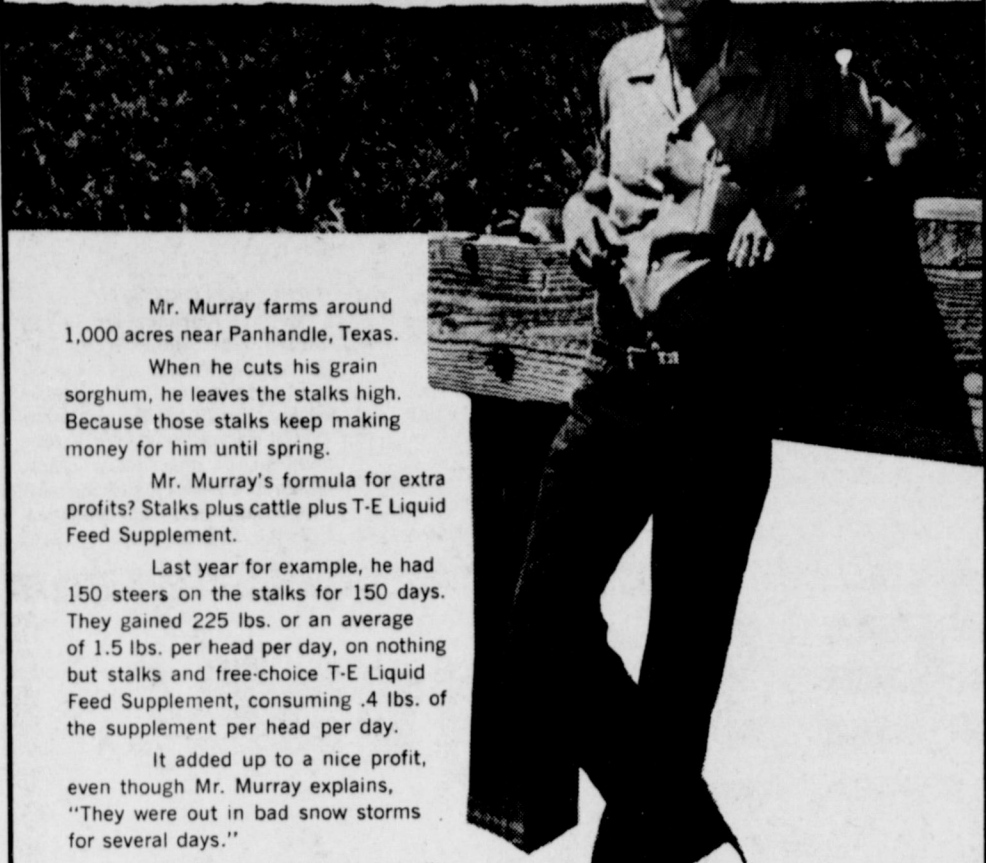 Mr. Murray farms around
1,000 acres near Panhandle, Texas.
When he cuts his grain
sorghum, he leaves the stalks high.
Because those stalks keep making
money for him until spring.
Mr. Murray's formula for extra
profits? Stalks plus cattle plus T-E Liquid
Feed Supplement.
Last year for example, he had
150 steers on the stalks for 150 days.
They gained 225 lbs. or an average
of 1.5 lbs. per head per day, on nothing
but stalks and free-choice T-E Liquid
Feed Supplement, consuming .4 lbs. of
the supplement per head per day.
It added up to a nice profit,
even though Mr. Murray explains,
"They were out in bad snow storms
for several days."